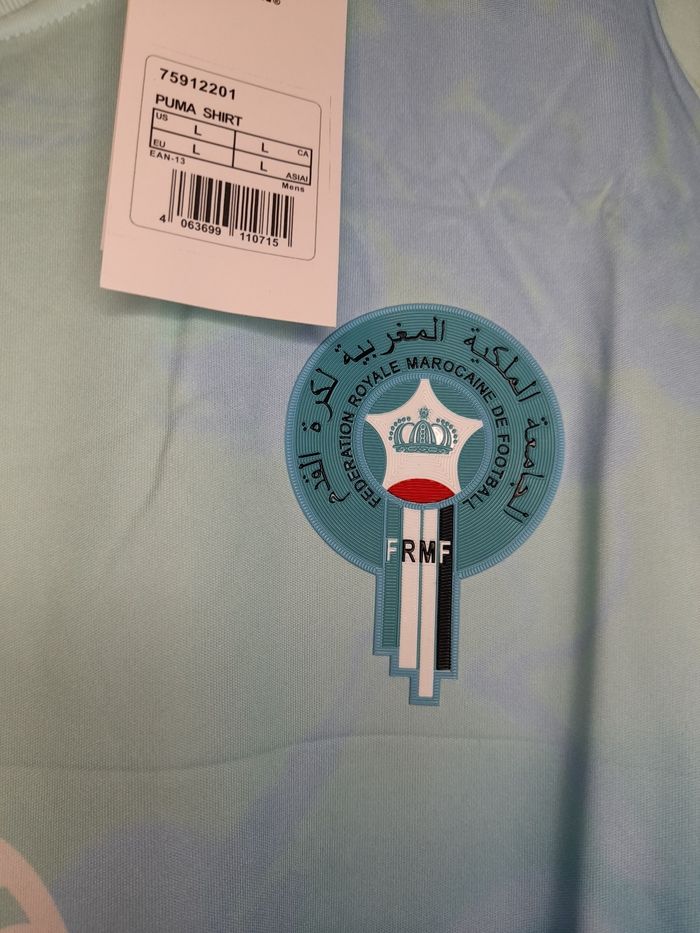 75912201
PUMA SHIRT
US L L CA
EU L L ASIA
EAN-13
Mens
4 063699 110715
الجامعة الملكية المغربية لكرة القدم
FEDERATION ROYALE MAROCAINE DE FOOTBALL
FRMF